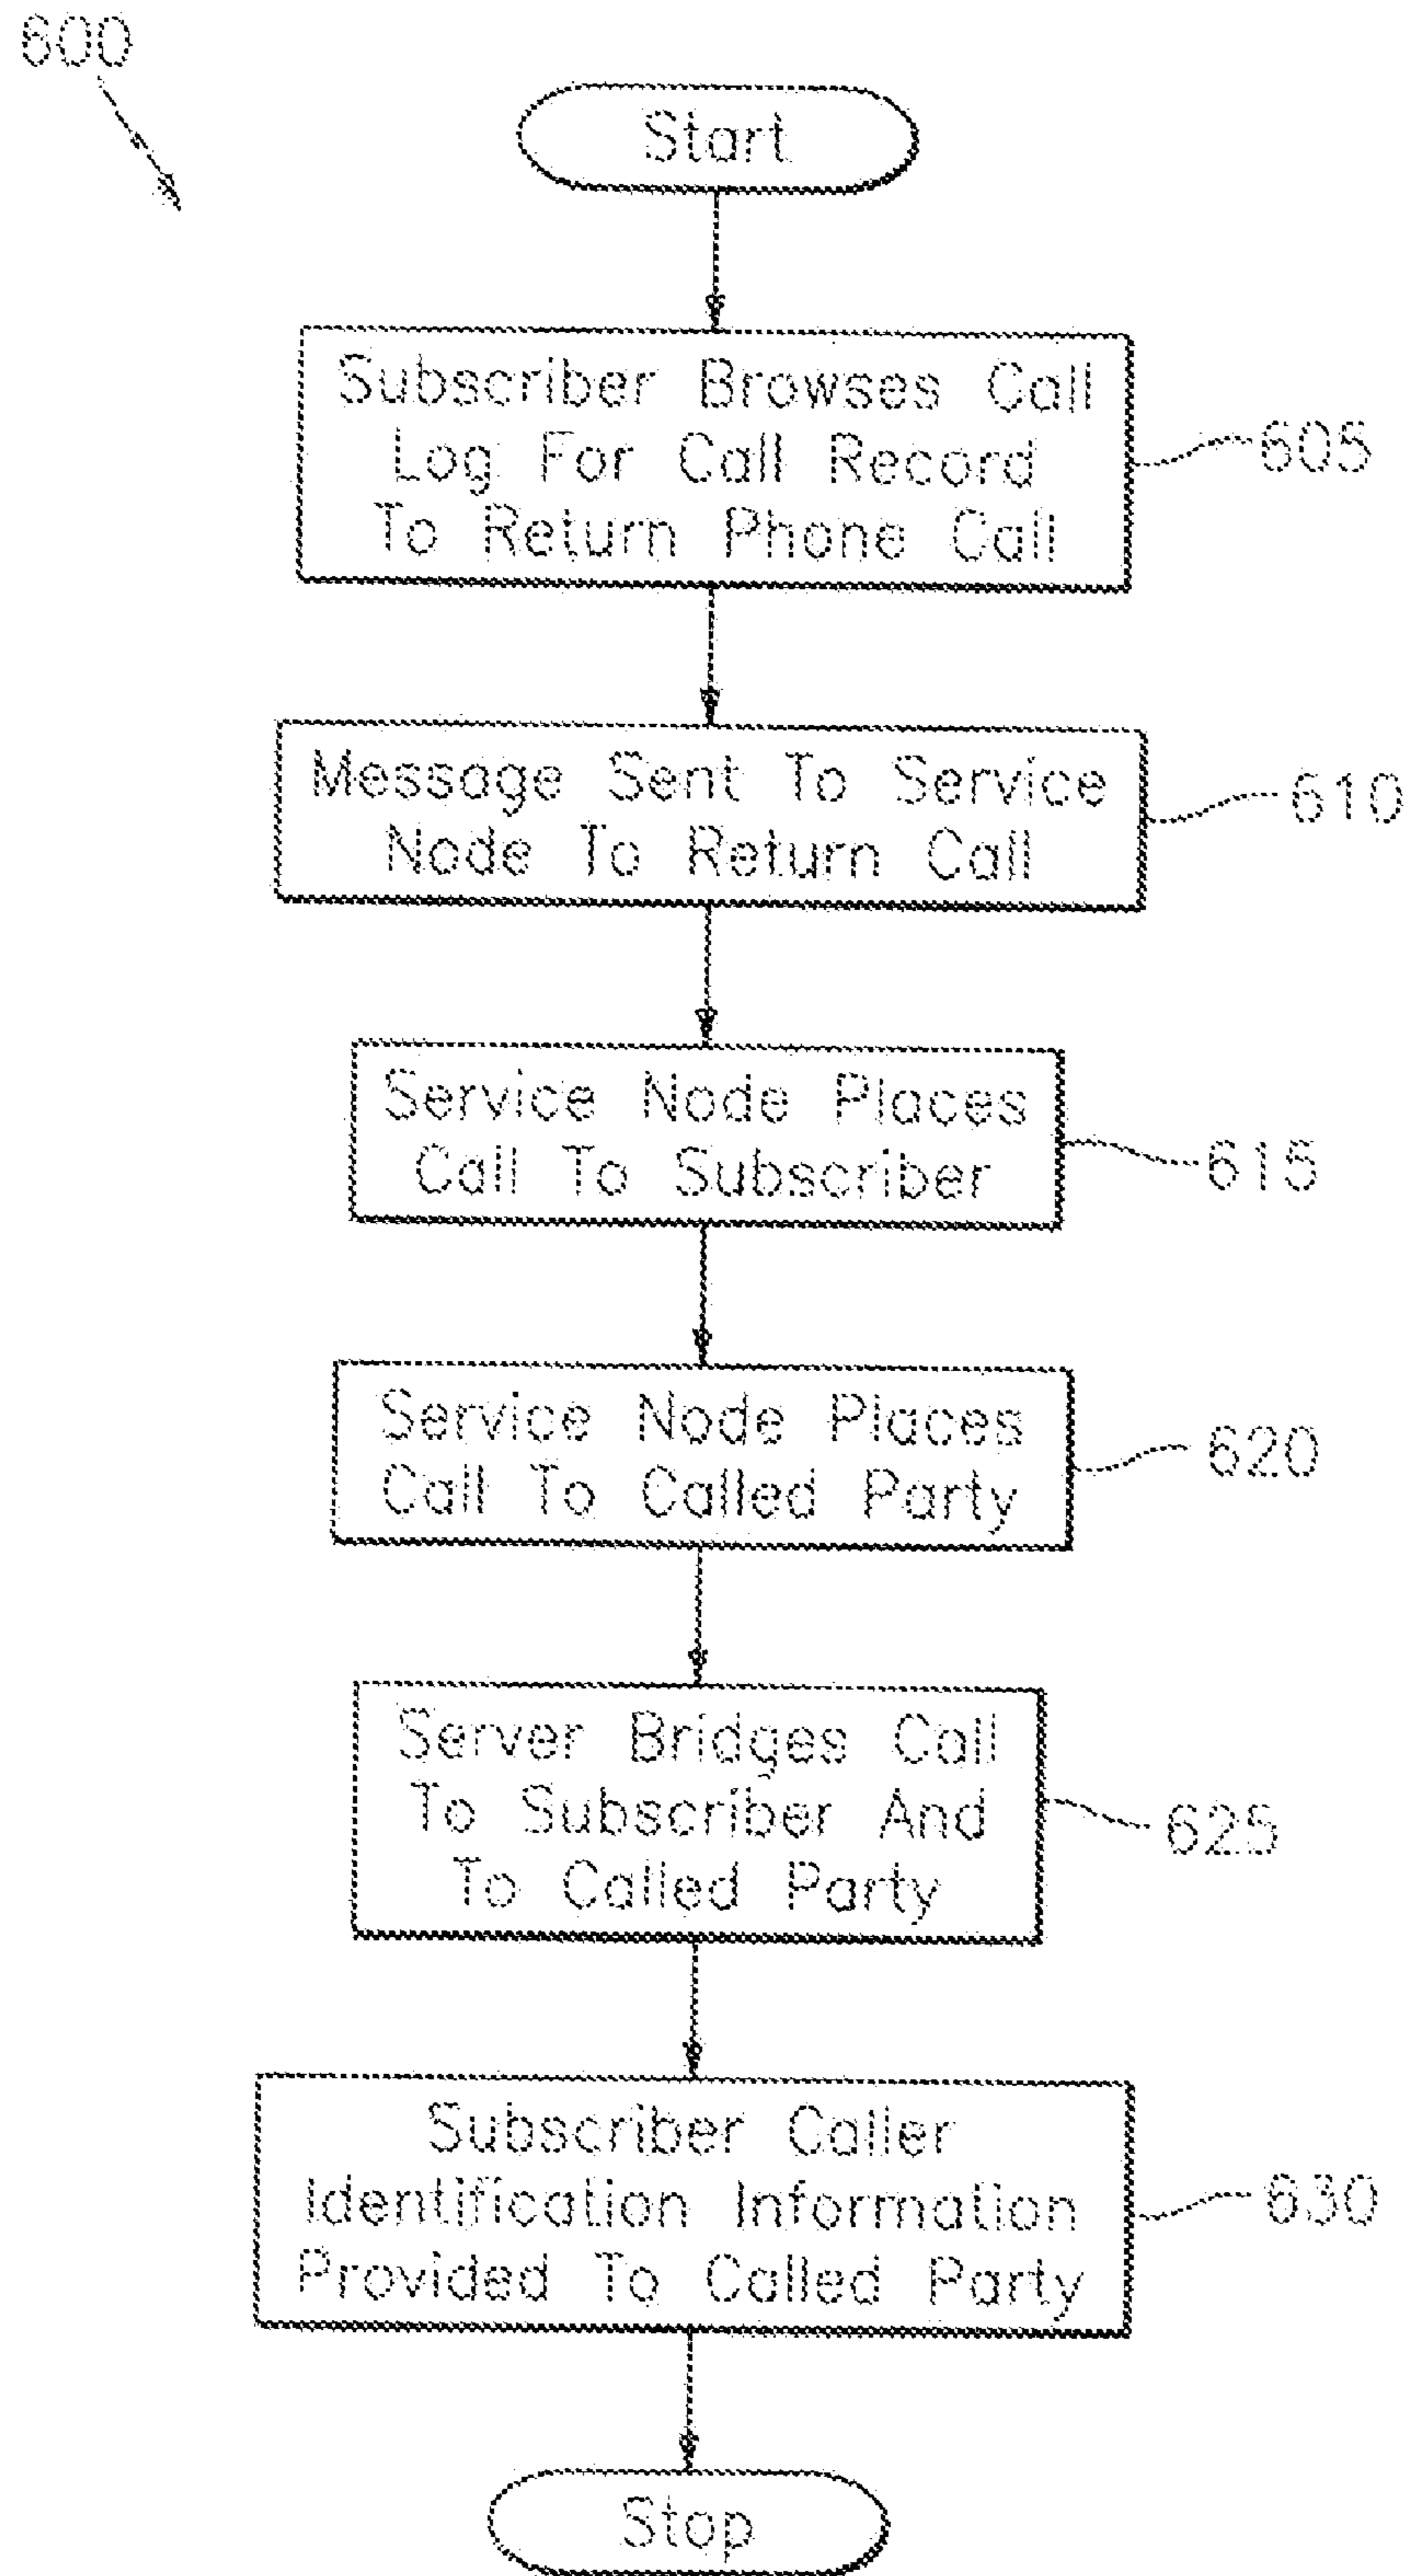 600
Start
Subscriber Browses Call
Log For Call Record
To Return Phone Call
605
Message Sent To Service
Node To Return Call
610
Service Node Places
Call To Subscriber
615
Service Node Places
Call To Called Party
620
Server Bridges Call
To Subscriber And
To Called Party
625
Subscriber Caller
Identification Information
Provided To Called Party
630
Stop